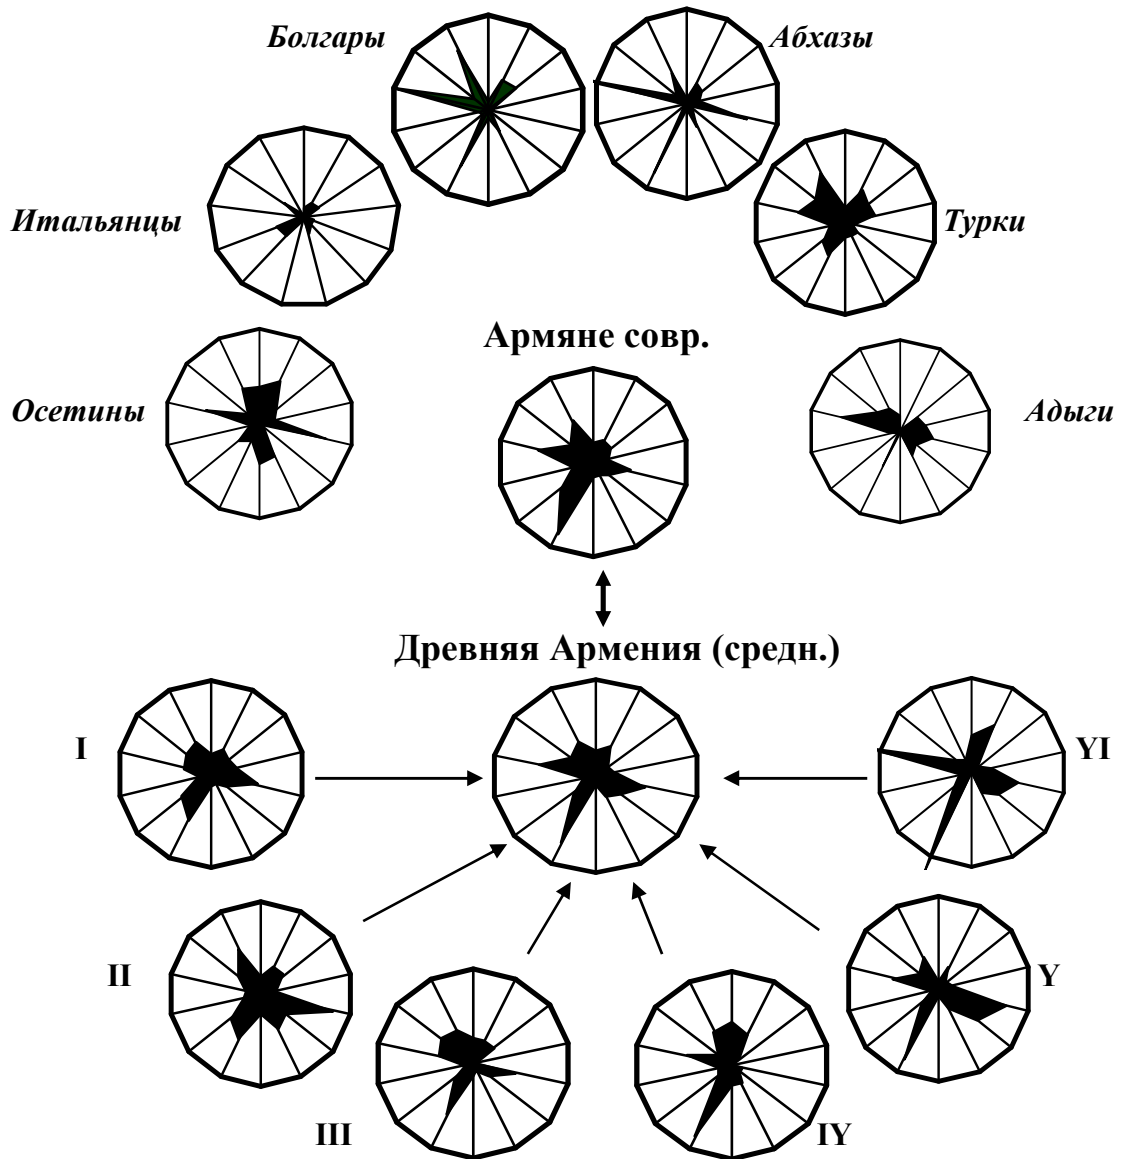 Болгары
Абхазы
Итальянцы
Турки
Армяне совр.
Осетины
Адыги
Древняя Армения (средн.)
I
YI
II
Y
III
IY